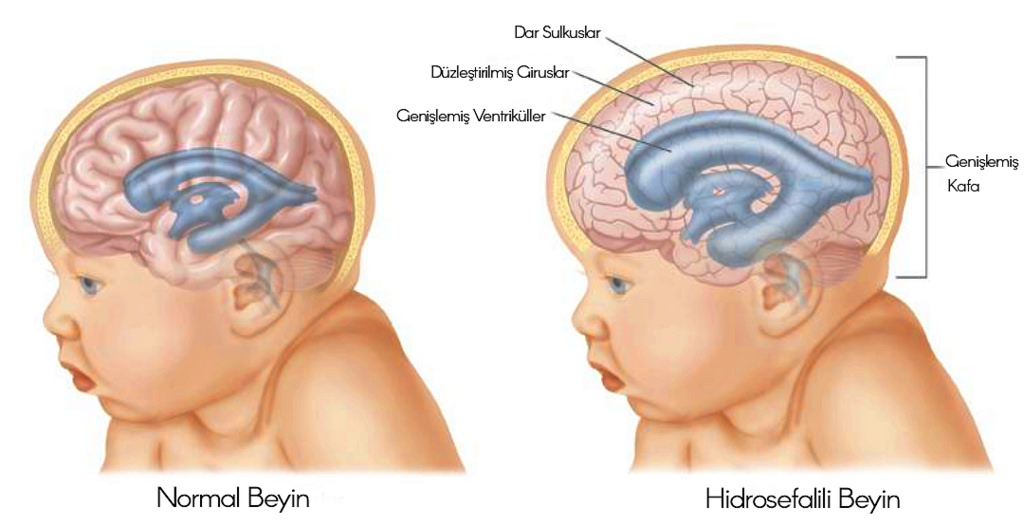 Dar Sulkuslar
Düzleştirilmiş Giruslar
Genişlemiş Ventriküller
Genişlemiş
Kafa
Normal Beyin
Hidrosefalili Beyin